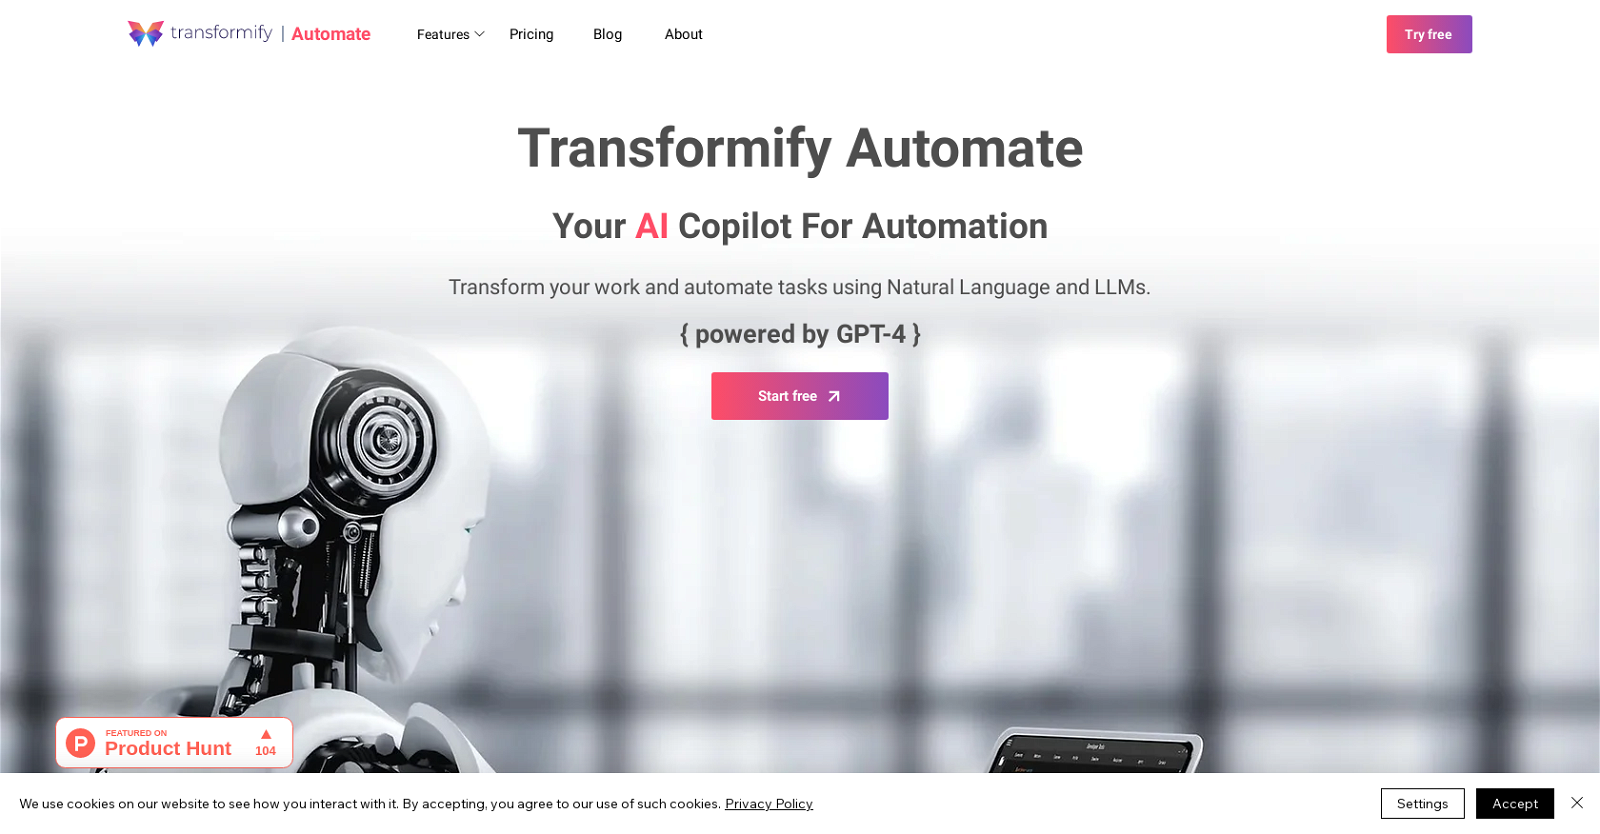 transformify | Automate
Features
Pricing
Blog
About
Try free
Transformify Automate
Your AI Copilot For Automation
Transform your work and automate tasks using Natural Language and LLMs.
{ powered by GPT-4 }
Start free
FEATURED ON
Product Hunt
104
We use cookies on our website to see how you interact with it. By accepting, you agree to our use of such cookies. Privacy Policy
Settings
Accept